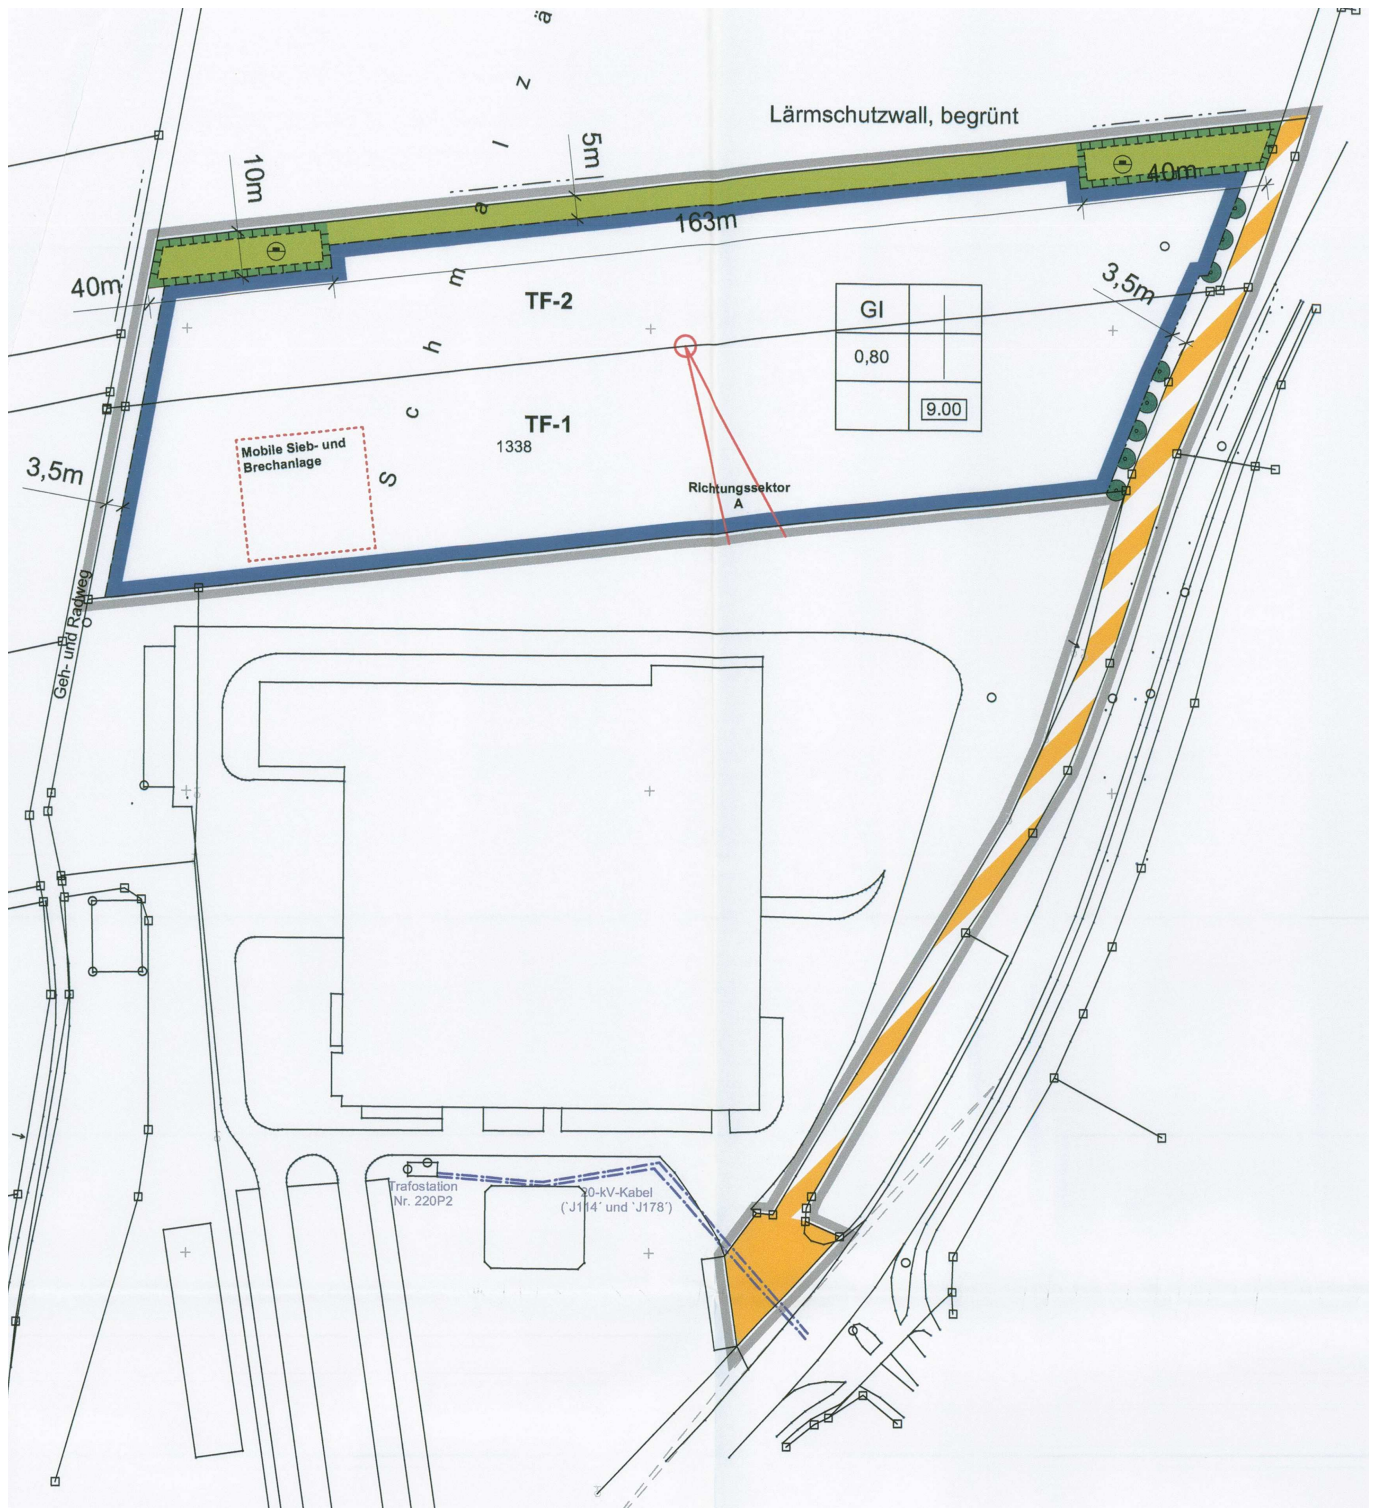 Lärmschutzwall, begrünt
10m
5m
40m
163m
40m
3,5m
TF-2
GI
0,80
9.00
TF-1
1338
Mobile Sieb- und
Brechanlage
3,5m
Richtungssektor
A
S c h m a l z ä
Geh- und Radweg
Trafostation
Nr. 220P2
20-kV-Kabel
(`J114´ und `J178´)